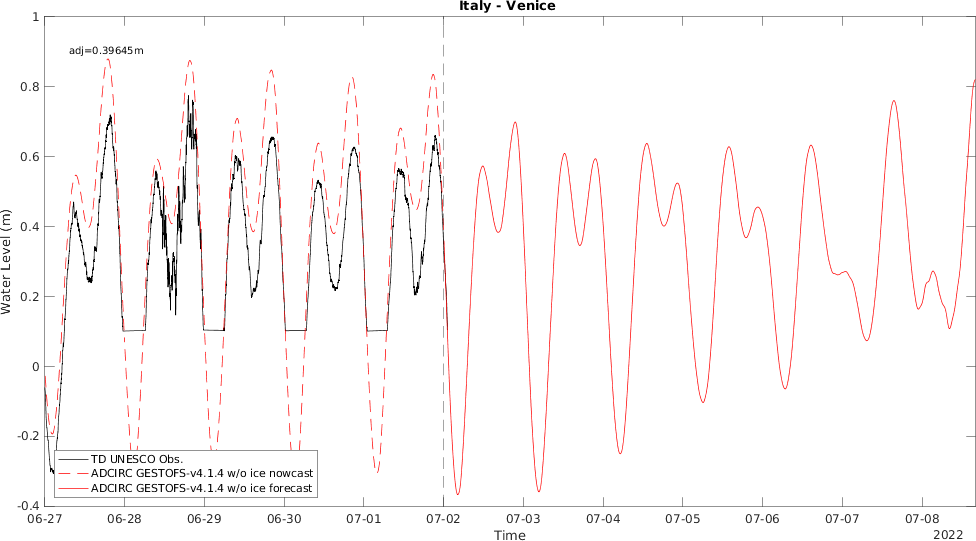 Italy - Venice
adj=0.39645m
Water Level (m)
1
0.8
0.6
0.4
0.2
0
-0.2
-0.4
TD UNESCO Obs.
ADCIRC GESTOFS-v4.1.4 w/o ice nowcast
ADCIRC GESTOFS-v4.1.4 w/o ice forecast
06-27 06-28 06-29 06-30 07-01 07-02 07-03 07-04 07-05 07-06 07-07 07-08
Time
2022